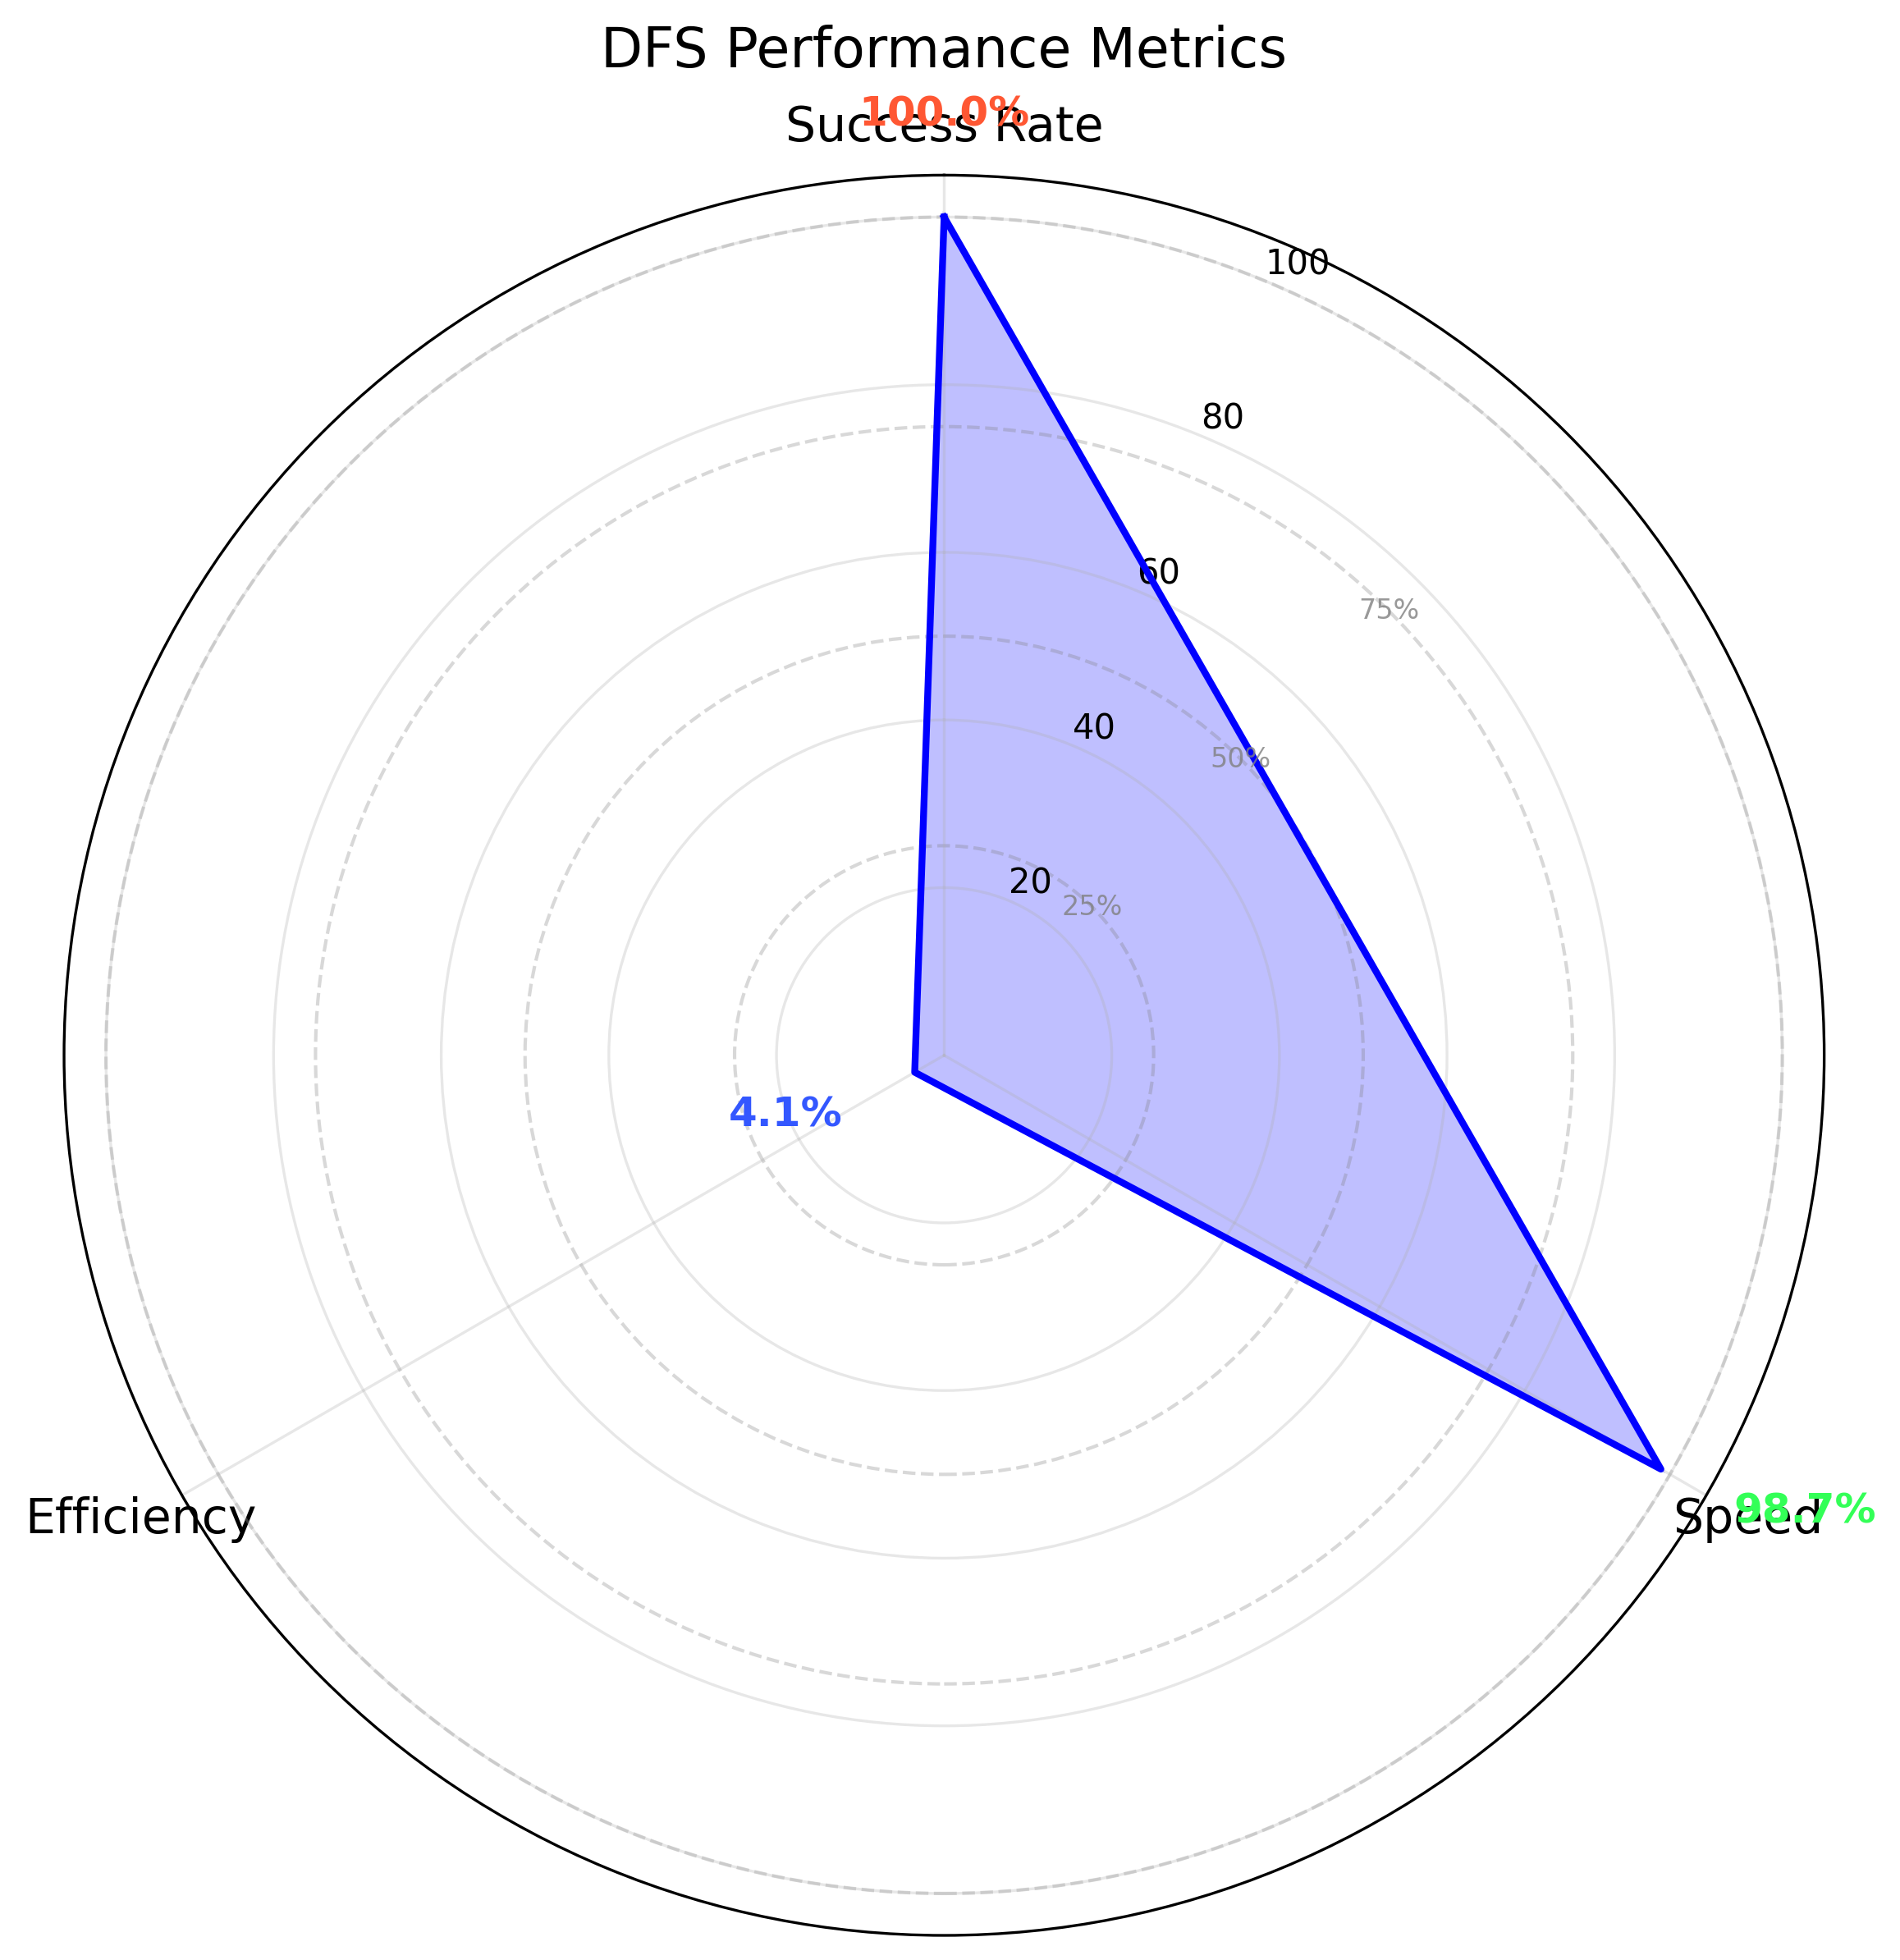 DFS Performance Metrics
100.0%
Success Rate
100
80
60
75%
40
50%
20
25%
4.1%
Efficiency
Speed
98.7%